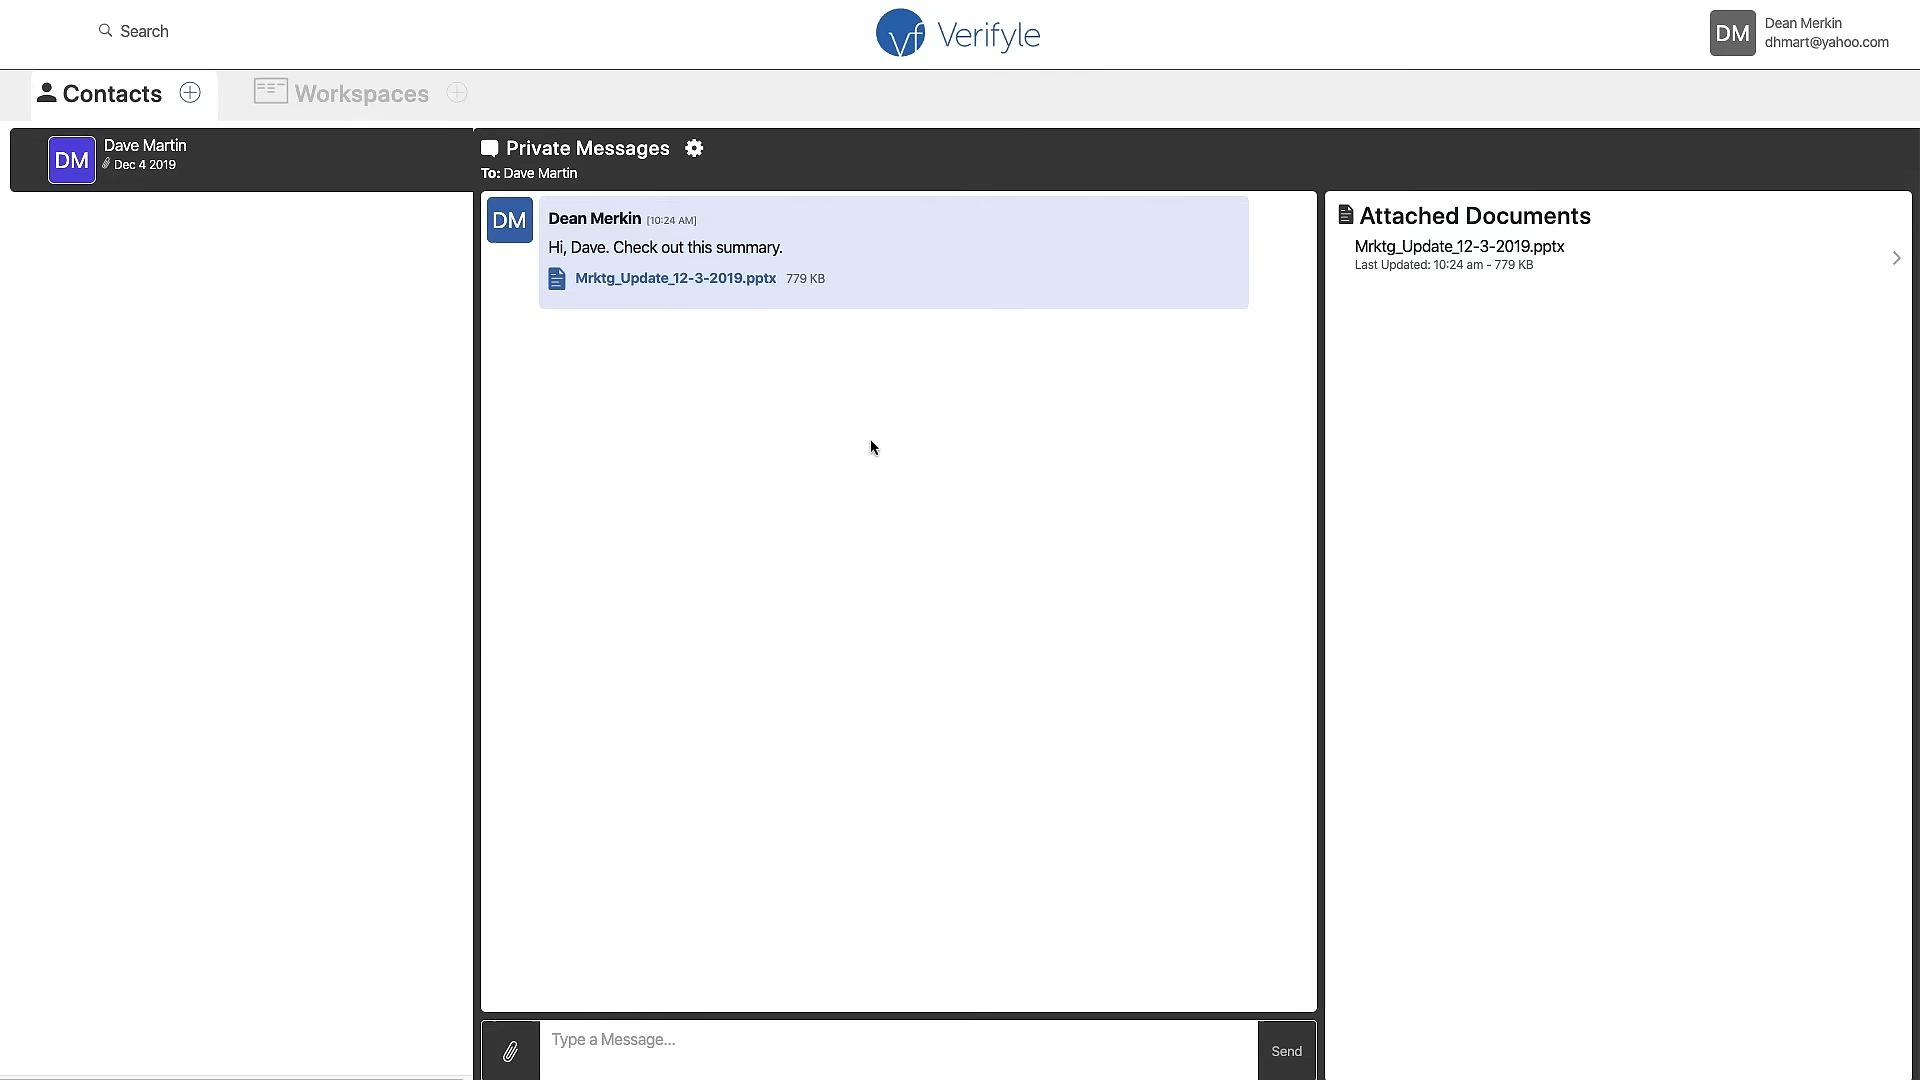 Search
vf Verifyle
DM
Dean Merkin
dhmart@yahoo.com
Contacts
Workspaces
DM
Dave Martin
Dec 4 2019
Private Messages
To: Dave Martin
DM
Dean Merkin [10:24 AM]
Hi, Dave. Check out this summary.
Mrktg_Update_12-3-2019.pptx 779 KB
Attached Documents
Mrktg_Update_12-3-2019.pptx
Last Updated: 10:24 am - 779 KB
Type a Message...
Send